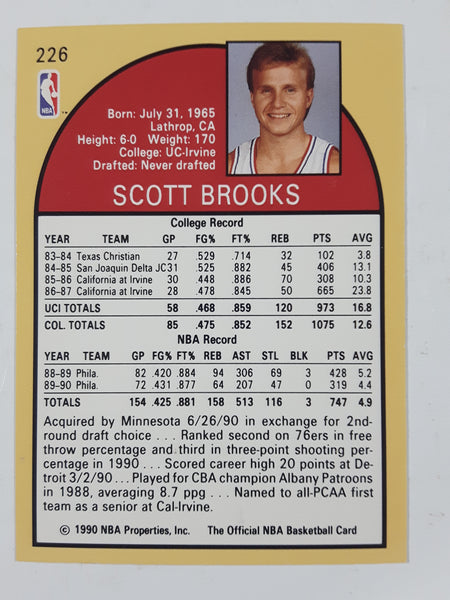 226
NBA
TM
Born: July 31, 1965
Lathrop, CA
Height: 6-0 Weight: 170
College: UC-Irvine
Drafted: Never drafted
SCOTT BROOKS
College Record
YEAR TEAM GP FG% FT% REB PTS AVG
83-84 Texas Christian 27 .529 .714 32 102 3.8
84-85 San Joaquin Delta JC 31 .525 .882 45 406 13.1
85-86 California at Irvine 30 .448 .886 70 308 10.3
86-87 California at Irvine 28 .478 .845 50 665 23.8
UCI TOTALS 58 .468 .859 120 973 16.8
COL. TOTALS 85 .475 .852 152 1075 12.6
NBA Record
YEAR TEAM GP FG% FT% REB AST STL BLK PTS AVG
88-89 Phila. 82 .420 .884 94 306 69 3 428 5.2
89-90 Phila. 72 .431 .877 64 207 47 0 319 4.4
TOTALS 154 .425 .881 158 513 116 3 747 4.9
Acquired by Minnesota 6/26/90 in exchange for 2nd-
round draft choice . . . Ranked second on 76ers in free
throw percentage and third in three-point shooting per-
centage in 1990 . . . Scored career high 20 points at De-
troit 3/2/90 . . . Played for CBA champion Albany Patroons
in 1988, averaging 8.7 ppg . . . Named to all-PCAA first
team as a senior at Cal-Irvine.
© 1990 NBA Properties, Inc. The Official NBA Basketball Card